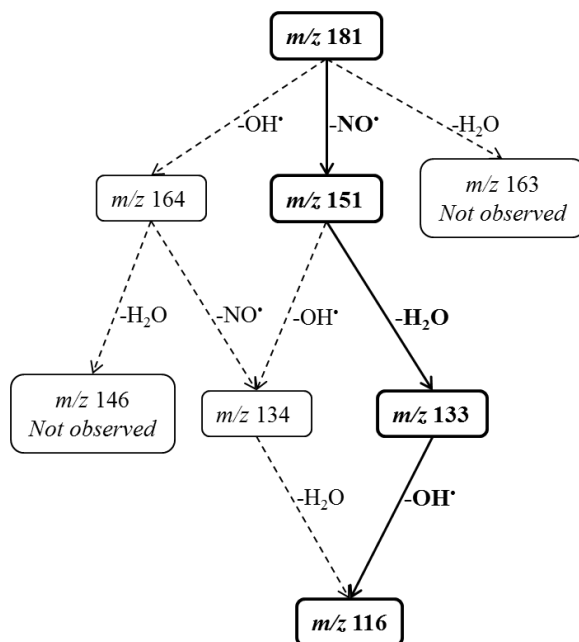 m/z 181
-OH•
-NO•
-H₂O
m/z 164
m/z 151
m/z 163
Not observed
-H₂O
-NO•
-OH•
-H₂O
m/z 146
Not observed
m/z 134
m/z 133
-H₂O
-OH•
m/z 116